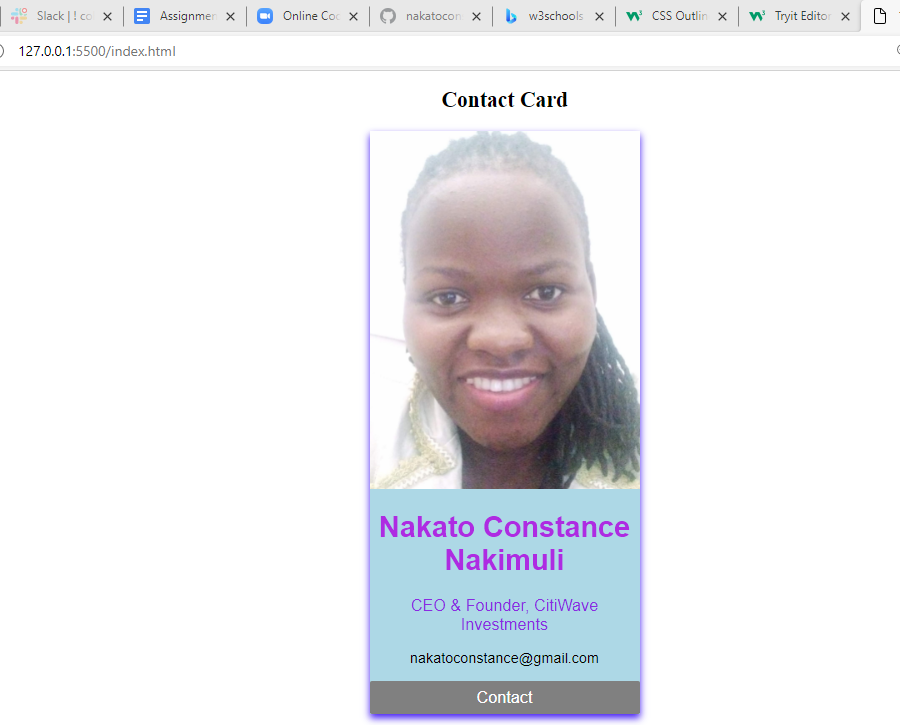 Slack | ! co
Assignmen
Online Coc
nakatocon
w3schools
CSS Outlin
Tryit Editor
127.0.0.1:5500/index.html
Contact Card
Nakato Constance
Nakimuli
CEO & Founder, CitiWave
Investments
nakatoconstance@gmail.com
Contact